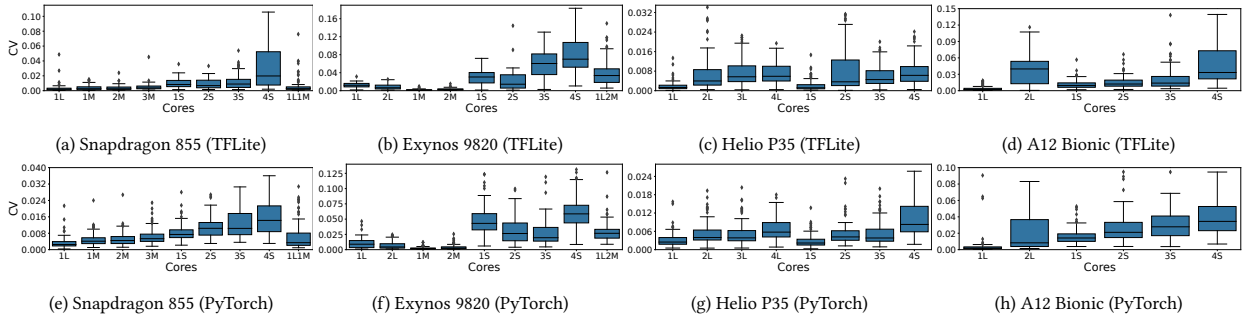 CV
0.10
0.08
0.06
0.04
0.02
0.00
1L 1M 2M 3M 1S 2S 3S 4S 1L1M
Cores
(a) Snapdragon 855 (TFLite)
0.16
0.12
0.08
0.04
0.00
1L 2L 1M 2M 1S 2S 3S 4S 1L2M
Cores
(b) Exynos 9820 (TFLite)
0.036
0.024
0.018
0.012
0.006
0.000
1L 2L 3L 4L 1S 2S 3S 4S
Cores
(c) Helio P35 (TFLite)
0.15
0.12
0.09
0.06
0.03
0.00
1L 2L 1S 2S 3S 4S
Cores
(d) A12 Bionic (TFLite)
CV
0.040
0.032
0.024
0.016
0.008
0.000
1L 1M 2M 3M 1S 2S 3S 4S 1L1M
Cores
(e) Snapdragon 855 (PyTorch)
0.125
0.100
0.075
0.050
0.025
0.000
1L 2L 1M 2M 1S 2S 3S 4S 1L2M
Cores
(f) Exynos 9820 (PyTorch)
0.024
0.018
0.012
0.006
0.000
1L 2L 3L 4L 1S 2S 3S 4S
Cores
(g) Helio P35 (PyTorch)
0.10
0.08
0.06
0.04
0.02
0.00
1L 2L 1S 2S 3S 4S
Cores
(h) A12 Bionic (PyTorch)